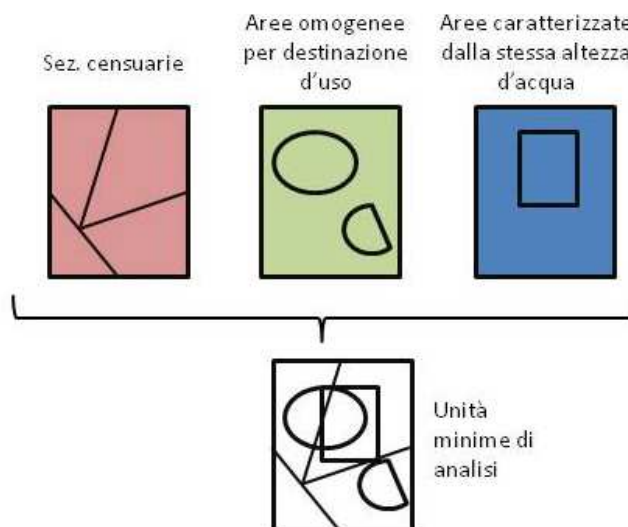 Sez. censuarie
Aree omogenee
per destinazione
d'uso
Aree caratterizzate
dalla stessa altezza
d'acqua
Unità
minime di
analisi